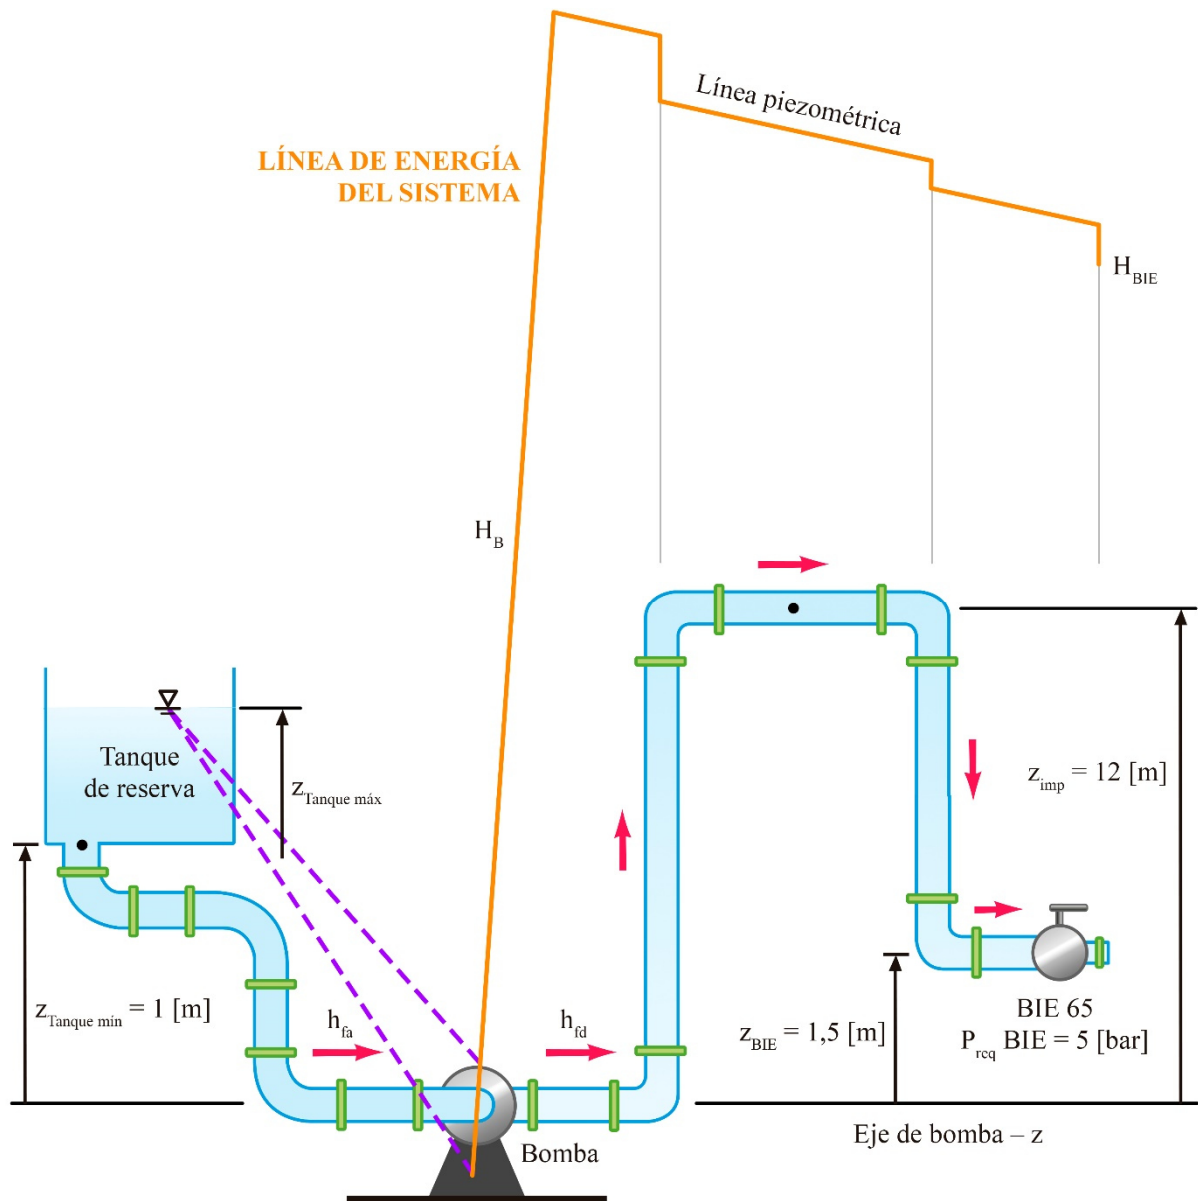 Línea piezométrica
LÍNEA DE ENERGÍA
DEL SISTEMA
H_BIE
H_B
Tanque
de reserva
z_Tanque máx
z_imp = 12 [m]
z_Tanque mín = 1 [m]
h_fa
h_fd
z_BIE = 1,5 [m]
BIE 65
P_req BIE = 5 [bar]
Bomba
Eje de bomba – z